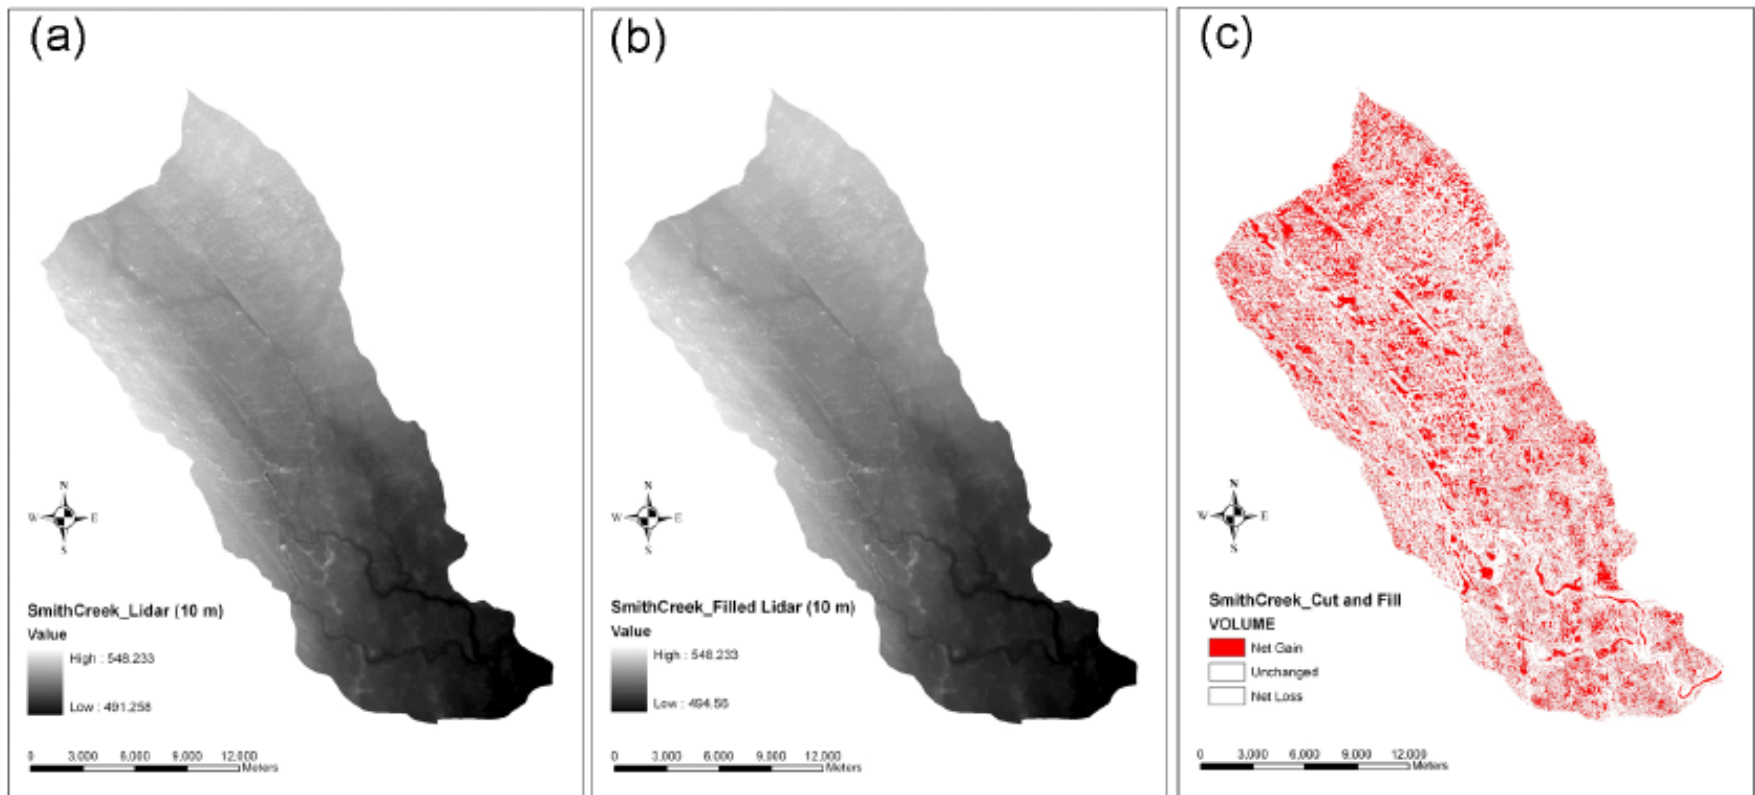 (a)
N
W E
S
SmithCreek_Lidar (10 m)
Value
High : 548.233
Low : 491.258
0 3,000 6,000 9,000 12,000
Meters
(b)
N
W E
S
SmithCreek_Filled Lidar (10 m)
Value
High : 548.233
Low : 494.55
0 3,000 6,000 9,000 12,000
Meters
(c)
N
W E
S
SmithCreek_Cut and Fill
VOLUME
Net Gain
Unchanged
Net Loss
0 3,000 6,000 9,000 12,000
Meters